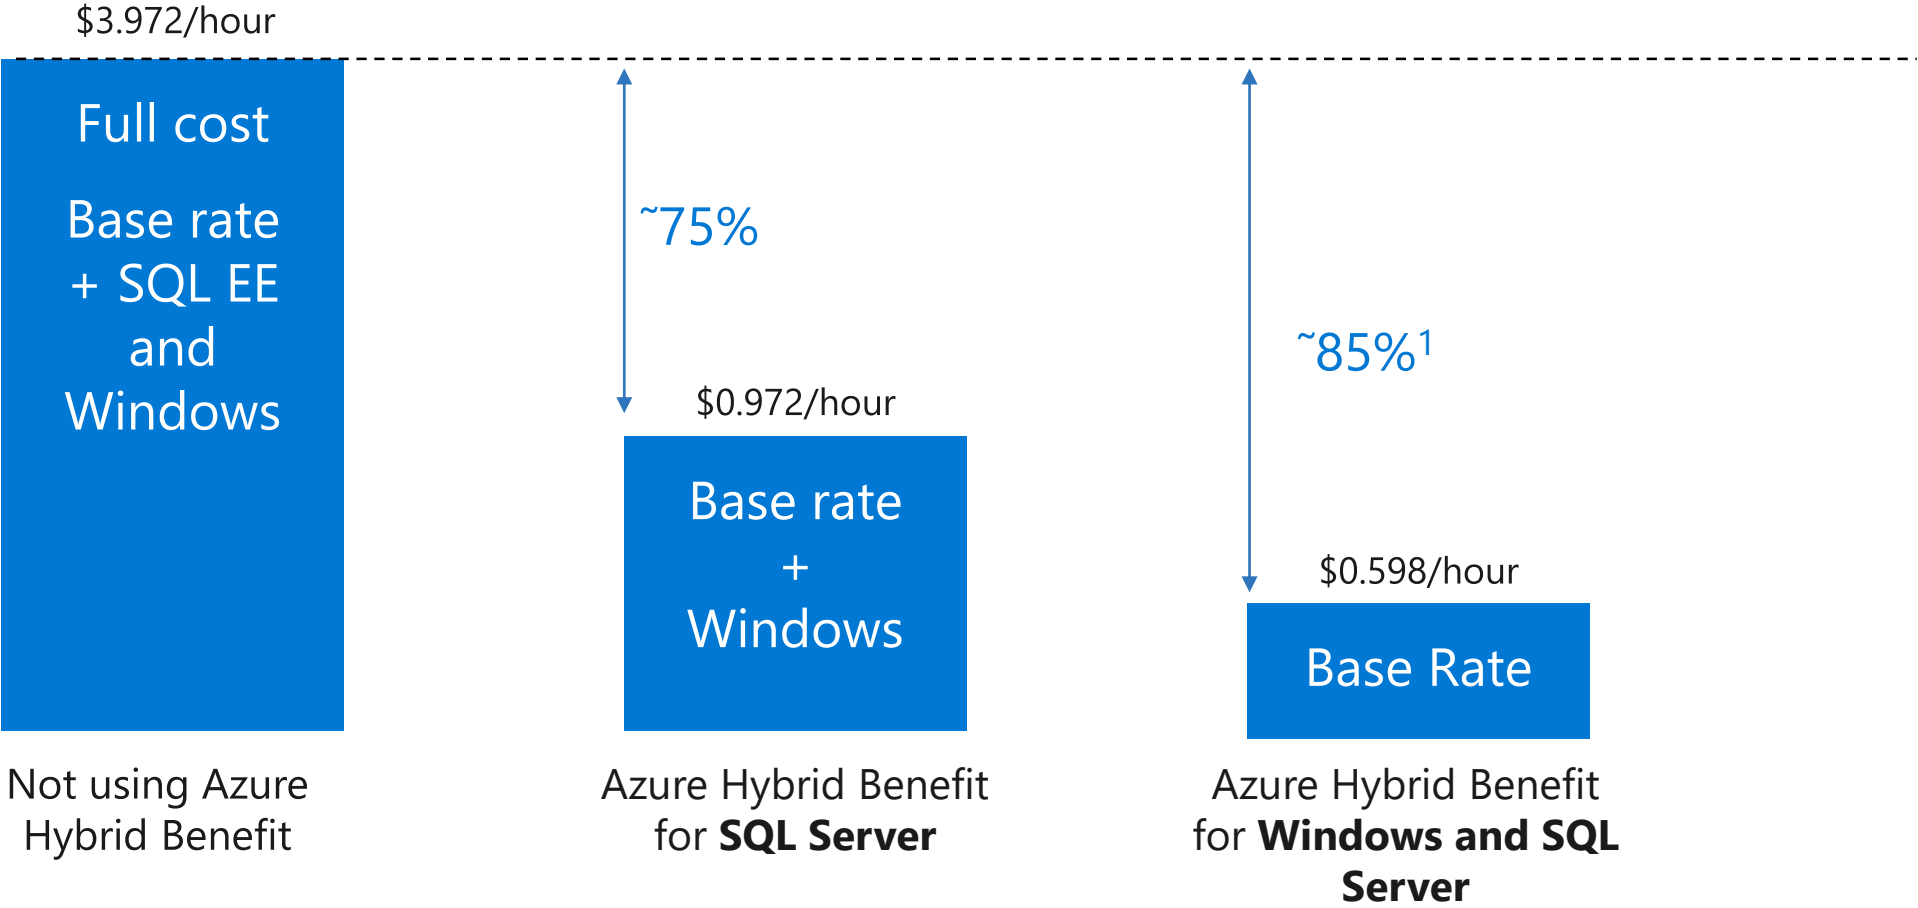 $3.972/hour
Full cost
Base rate
+ SQL EE
and
Windows
Not using Azure
Hybrid Benefit
~75%
$0.972/hour
Base rate
+
Windows
Azure Hybrid Benefit
for SQL Server
~85%¹
$0.598/hour
Base Rate
Azure Hybrid Benefit
for Windows and SQL
Server